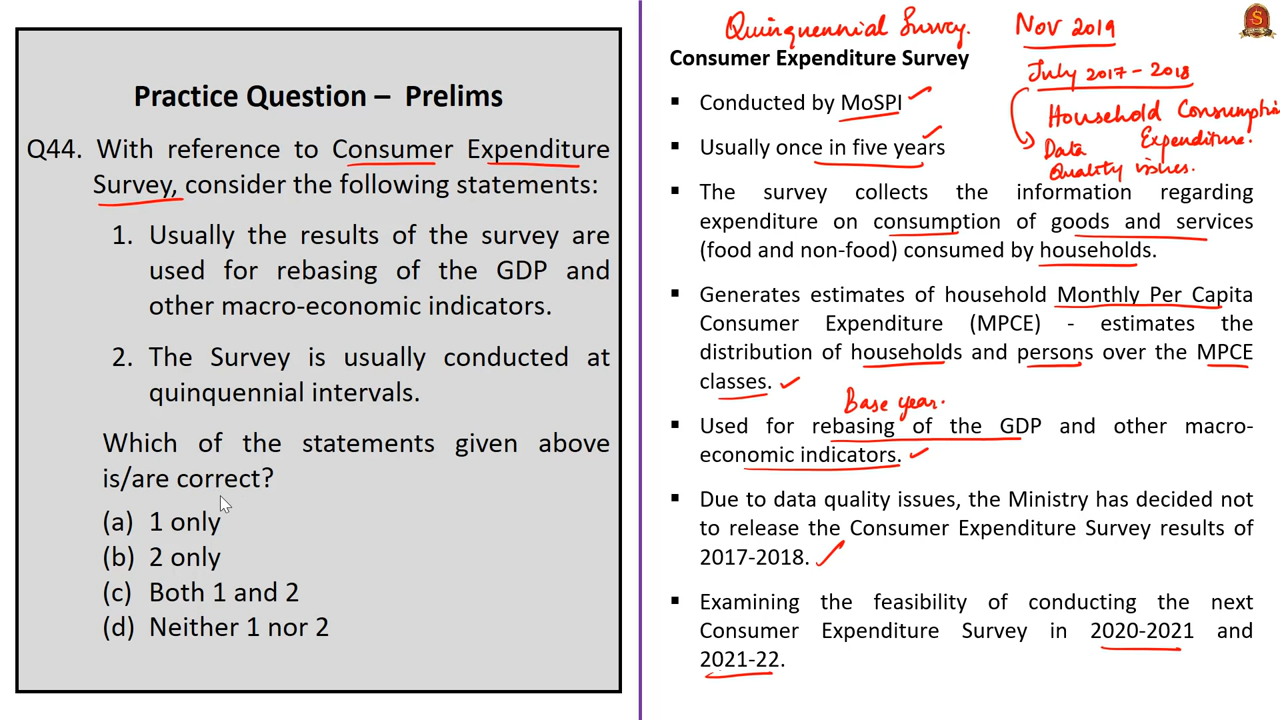 Practice Question – Prelims
Q44. With reference to Consumer Expenditure
Survey, consider the following statements:
1. Usually the results of the survey are
used for rebasing of the GDP and
other macro-economic indicators.
2. The Survey is usually conducted at
quinquennial intervals.
Which of the statements given above
is/are correct?
(a) 1 only
(b) 2 only
(c) Both 1 and 2
(d) Neither 1 nor 2
Quinquennial Survey.
Nov 2019
Consumer Expenditure Survey
July 2017-2018
▪ Conducted by MoSPI
Household Consumption
Expenditure.
▪ Usually once in five years
Data
Quality issues.
▪ The survey collects the information regarding
expenditure on consumption of goods and services
(food and non-food) consumed by households.
▪ Generates estimates of household Monthly Per Capita
Consumer Expenditure (MPCE) - estimates the
distribution of households and persons over the MPCE
classes.
Base year.
▪ Used for rebasing of the GDP and other macro-
economic indicators.
▪ Due to data quality issues, the Ministry has decided not
to release the Consumer Expenditure Survey results of
2017-2018.
▪ Examining the feasibility of conducting the next
Consumer Expenditure Survey in 2020-2021 and
2021-22.